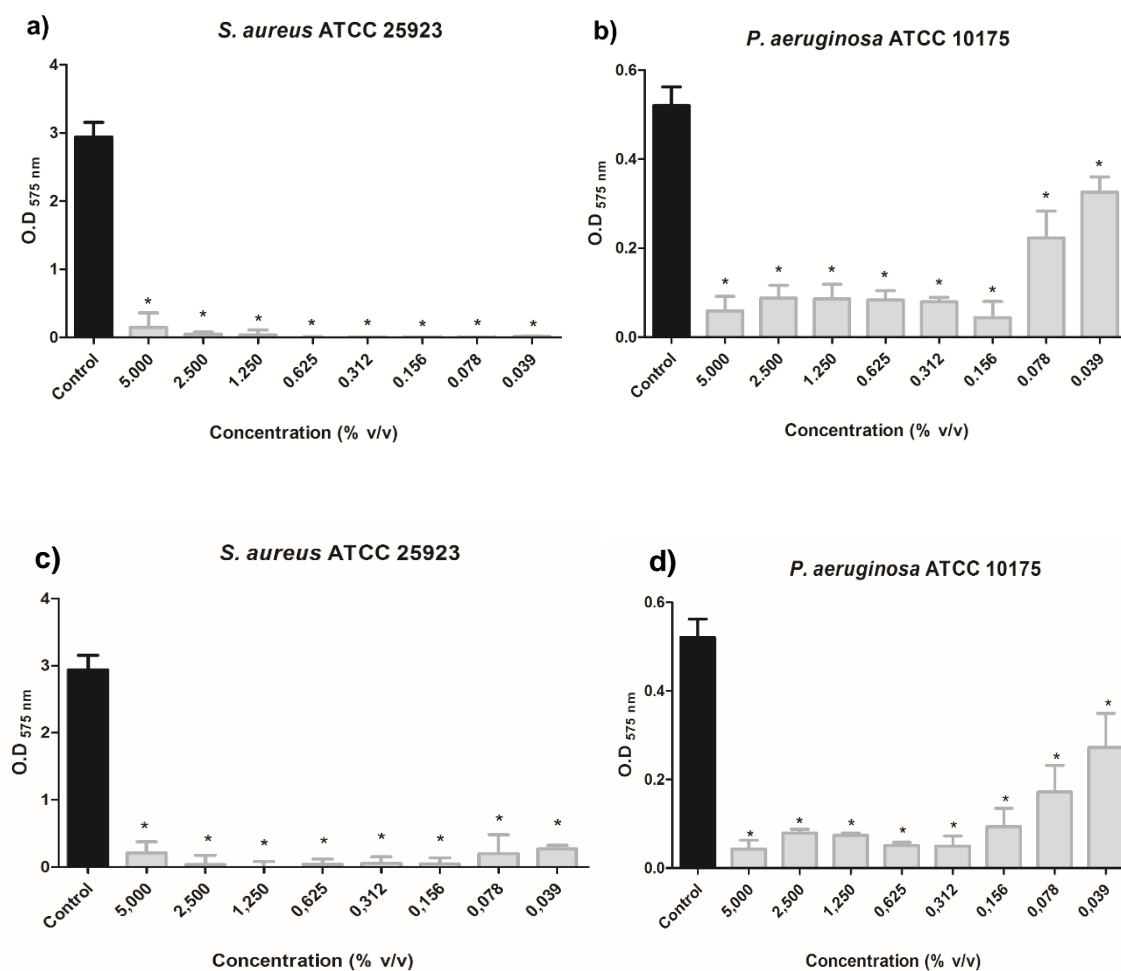 a)
S. aureus ATCC 25923
4
3
2
1
0
O.D 575 nm
* * * * * * * *
Control 5.000 2.500 1.250 0.625 0.312 0.156 0.078 0.039
Concentration (% v/v)
b)
P. aeruginosa ATCC 10175
0.6
0.4
0.2
0.0
O.D 575 nm
* * * * * * * *
Control 5.000 2.500 1.250 0.625 0.312 0.156 0.078 0.039
Concentration (% v/v)
c)
S. aureus ATCC 25923
4
3
2
1
0
O.D 575 nm
* * * * * * * *
Control 5,000 2,500 1,250 0,625 0,312 0,156 0,078 0,039
Concentration (% v/v)
d)
P. aeruginosa ATCC 10175
0.6
0.4
0.2
0.0
O.D 575 nm
* * * * * * * *
Control 5,000 2,500 1,250 0,625 0,312 0,156 0,078 0,039
Concentration (% v/v)